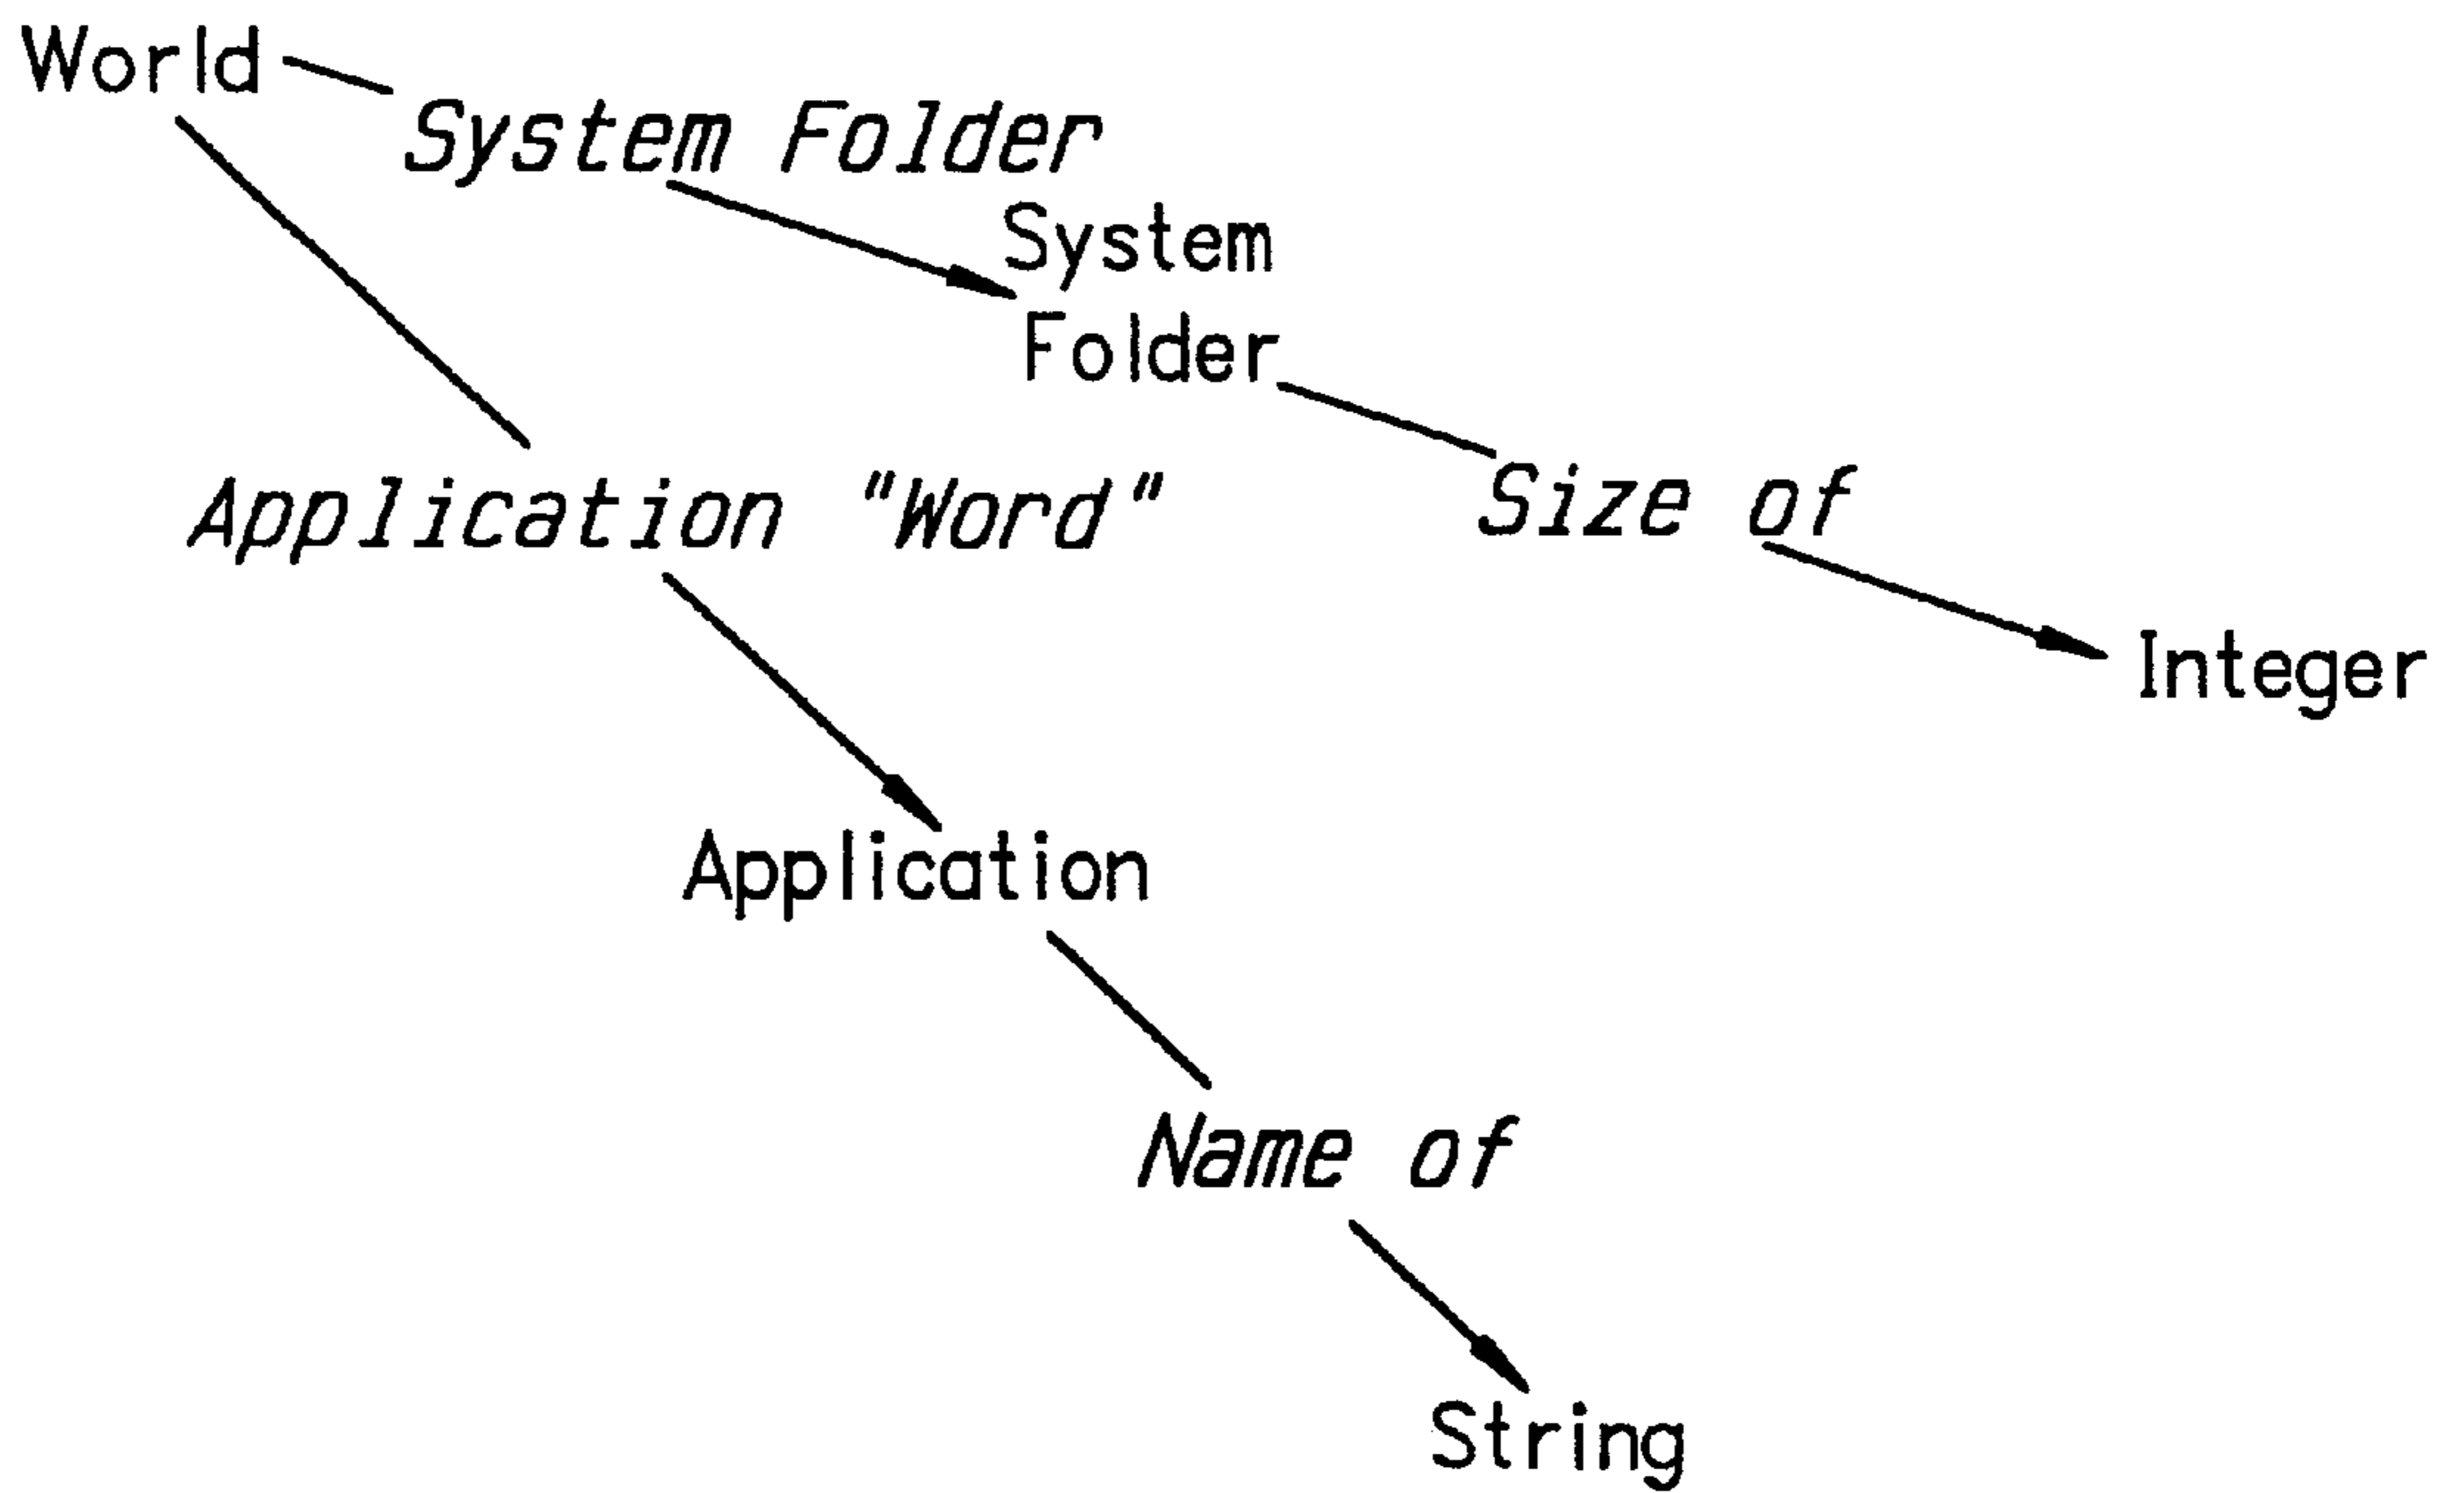 World
System Folder
System
Folder
Application "Word"
Size of
Integer
Application
Name of
String